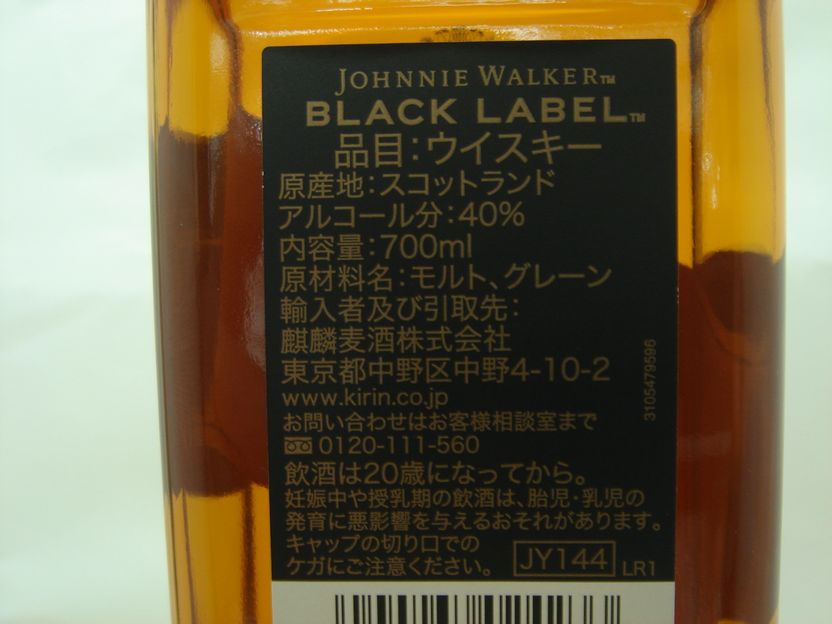 JOHNNIE WALKER™
BLACK LABEL™
品目:ウイスキー
原産地:スコットランド
アルコール分:40%
内容量:700ml
原材料名:モルト、グレーン
輸入者及び引取先:
麒麟麦酒株式会社
東京都中野区中野4-10-2
www.kirin.co.jp
お問い合わせはお客様相談室まで
0120-111-560
飲酒は20歳になってから。
妊娠中や授乳期の飲酒は、胎児・乳児の
発育に悪影響を与えるおそれがあります。
キャップの切り口での
ケガにご注意ください。
JY144 LR1
3105479596